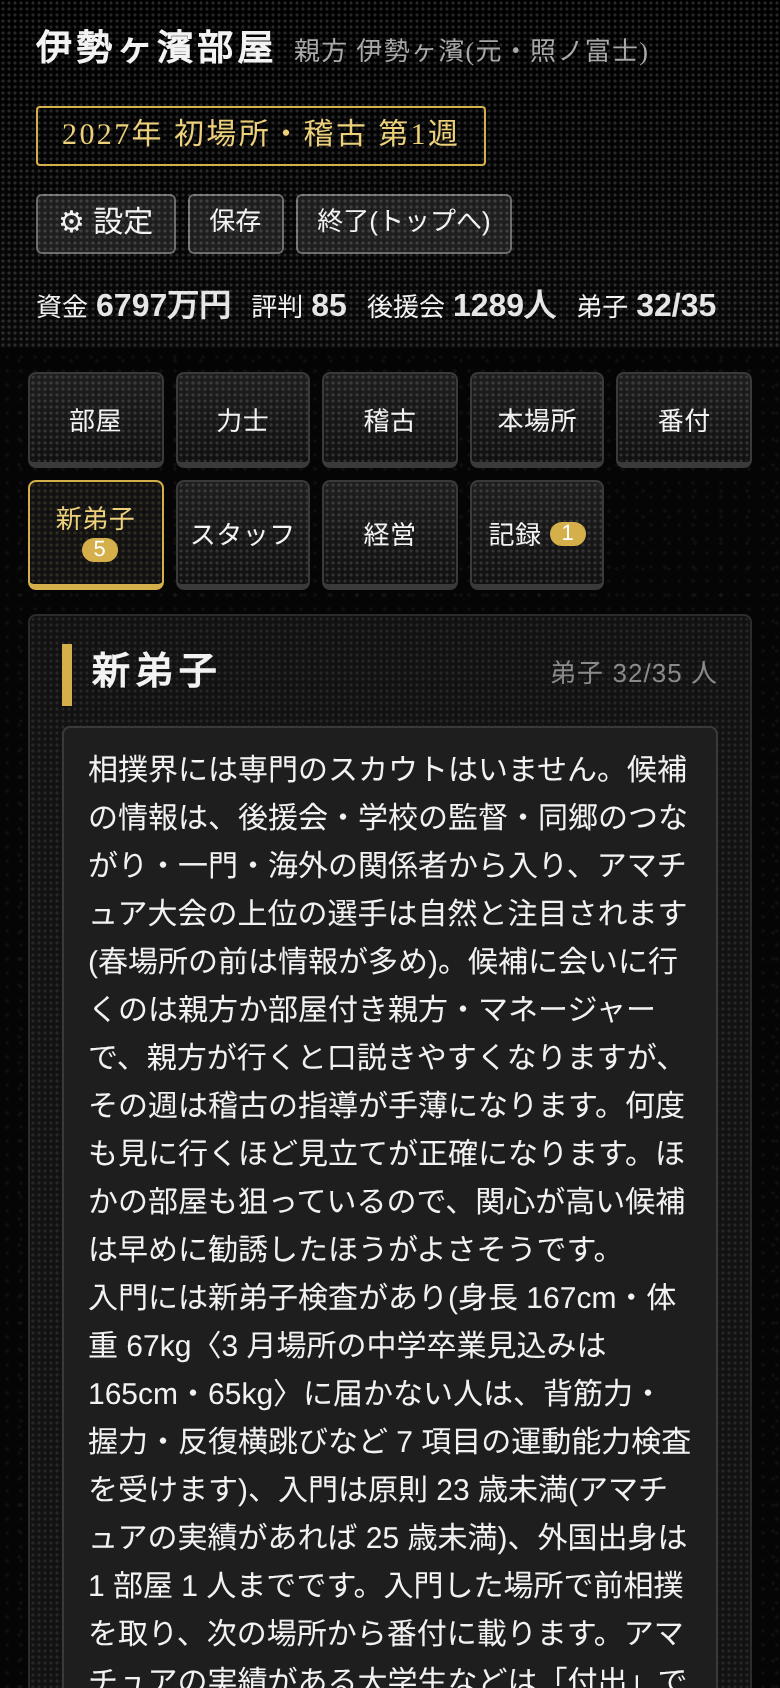 伊勢ヶ濱部屋 親方 伊勢ヶ濱(元・照ノ富士)
2027年 初場所・稽古 第1週
⚙ 設定 保存 終了(トップへ)
資金 6797万円 評判 85 後援会 1289人 弟子 32/35
部屋 力士 稽古 本場所 番付
新弟子 5 スタッフ 経営 記録 1
新弟子 弟子 32/35 人
相撲界には専門のスカウトはいません。候補
の情報は、後援会・学校の監督・同郷のつな
がり・一門・海外の関係者から入り、アマチ
ュア大会の上位の選手は自然と注目されます
(春場所の前は情報が多め)。候補に会いに行
くのは親方か部屋付き親方・マネージャー
で、親方が行くと口説きやすくなりますが、
その週は稽古の指導が手薄になります。何度
も見に行くほど見立てが正確になります。ほ
かの部屋も狙っているので、関心が高い候補
は早めに勧誘したほうがよさそうです。
入門には新弟子検査があり(身長 167cm・体
重 67kg〈3 月場所の中学卒業見込みは
165cm・65kg〉に届かない人は、背筋力・
握力・反復横跳びなど 7 項目の運動能力検査
を受けます)、入門は原則 23 歳未満(アマチ
ュアの実績があれば 25 歳未満)、外国出身は
1 部屋 1 人までです。入門した場所で前相撲
を取り、次の場所から番付に載ります。アマ
チュアの実績がある大学生などは「付出」で